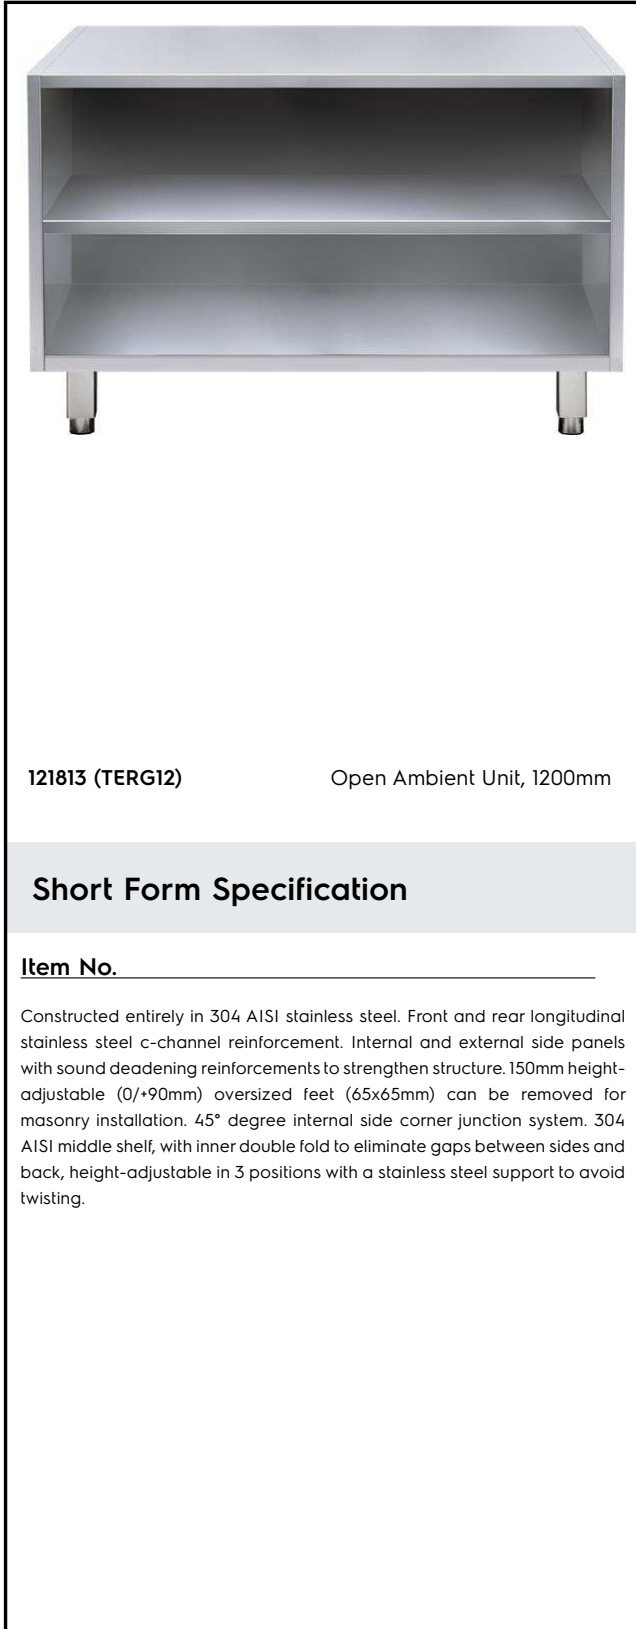 121813 (TERG12) Open Ambient Unit, 1200mm
Short Form Specification
Item No.
Constructed entirely in 304 AISI stainless steel. Front and rear longitudinal
stainless steel c-channel reinforcement. Internal and external side panels
with sound deadening reinforcements to strengthen structure. 150mm height-
adjustable (0/+90mm) oversized feet (65x65mm) can be removed for
masonry installation. 45° degree internal side corner junction system. 304
AISI middle shelf, with inner double fold to eliminate gaps between sides and
back, height-adjustable in 3 positions with a stainless steel support to avoid
twisting.